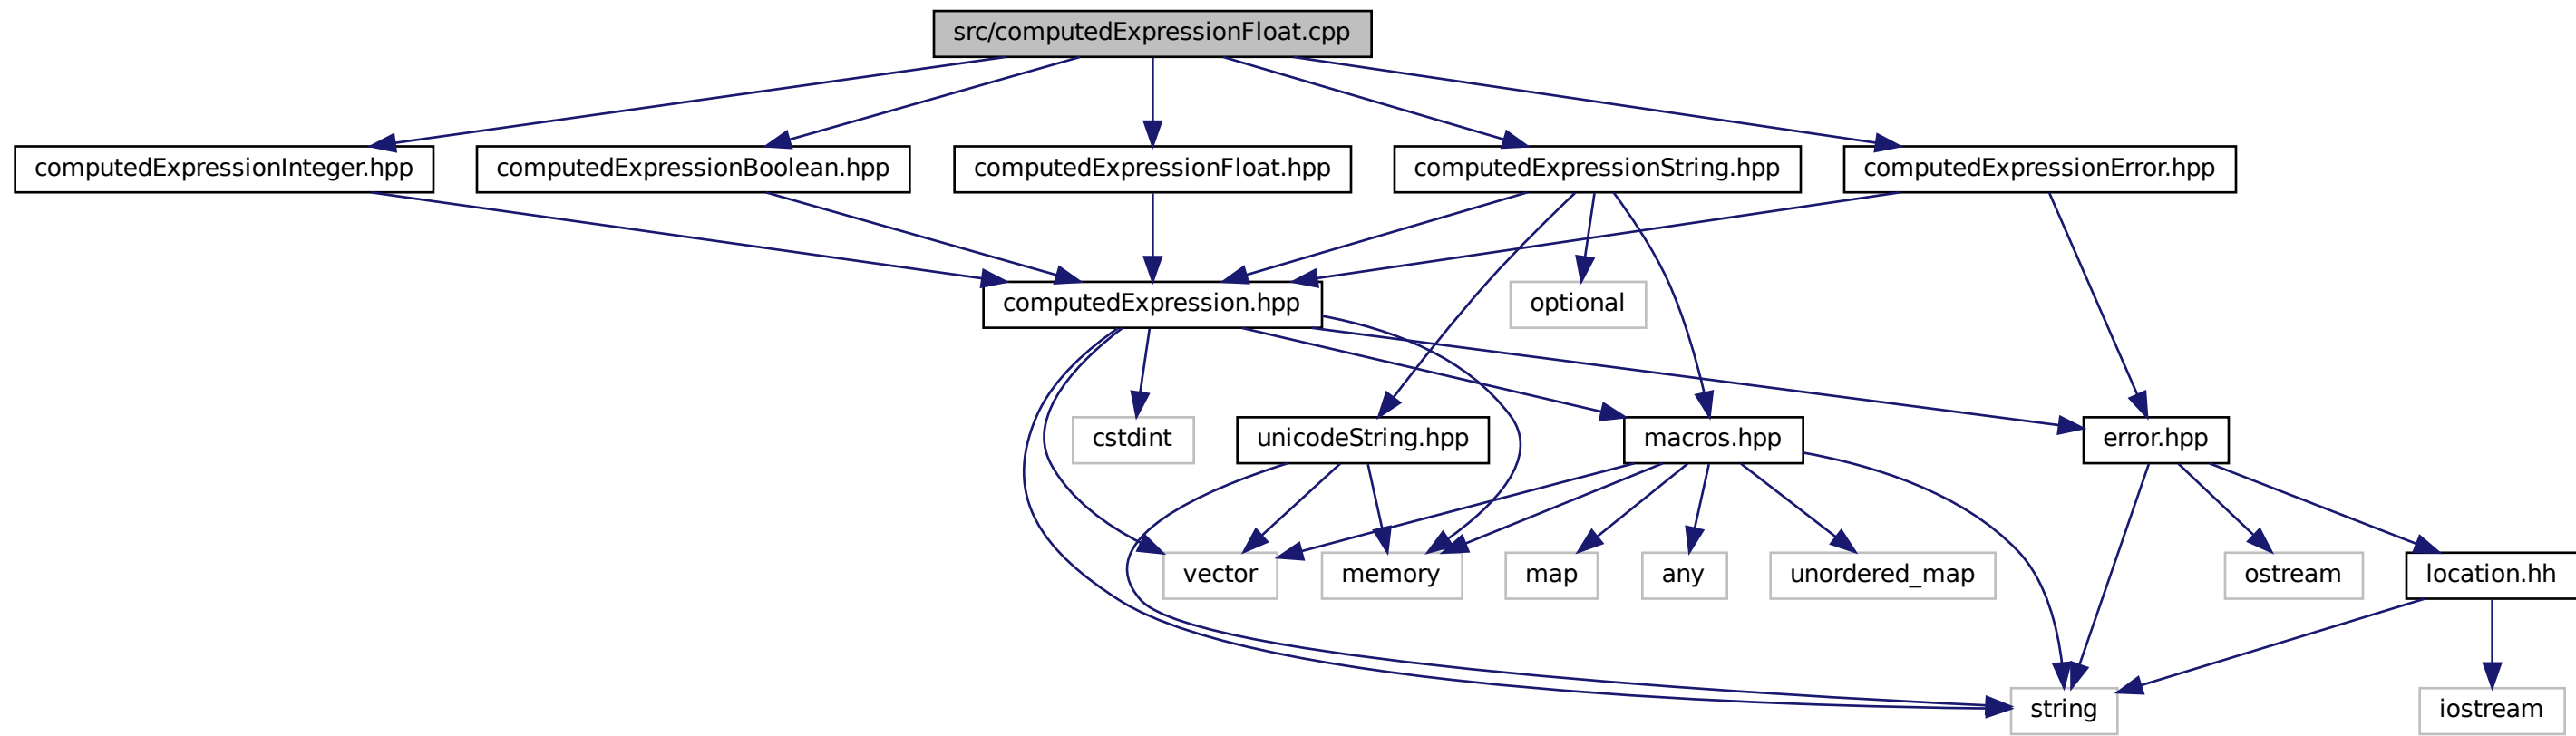 src/computedExpressionFloat.cpp
computedExpressionInteger.hpp
computedExpressionBoolean.hpp
computedExpressionFloat.hpp
computedExpressionString.hpp
computedExpressionError.hpp
computedExpression.hpp
optional
cstdint
unicodeString.hpp
macros.hpp
error.hpp
vector
memory
map
any
unordered_map
ostream
location.hh
string
iostream